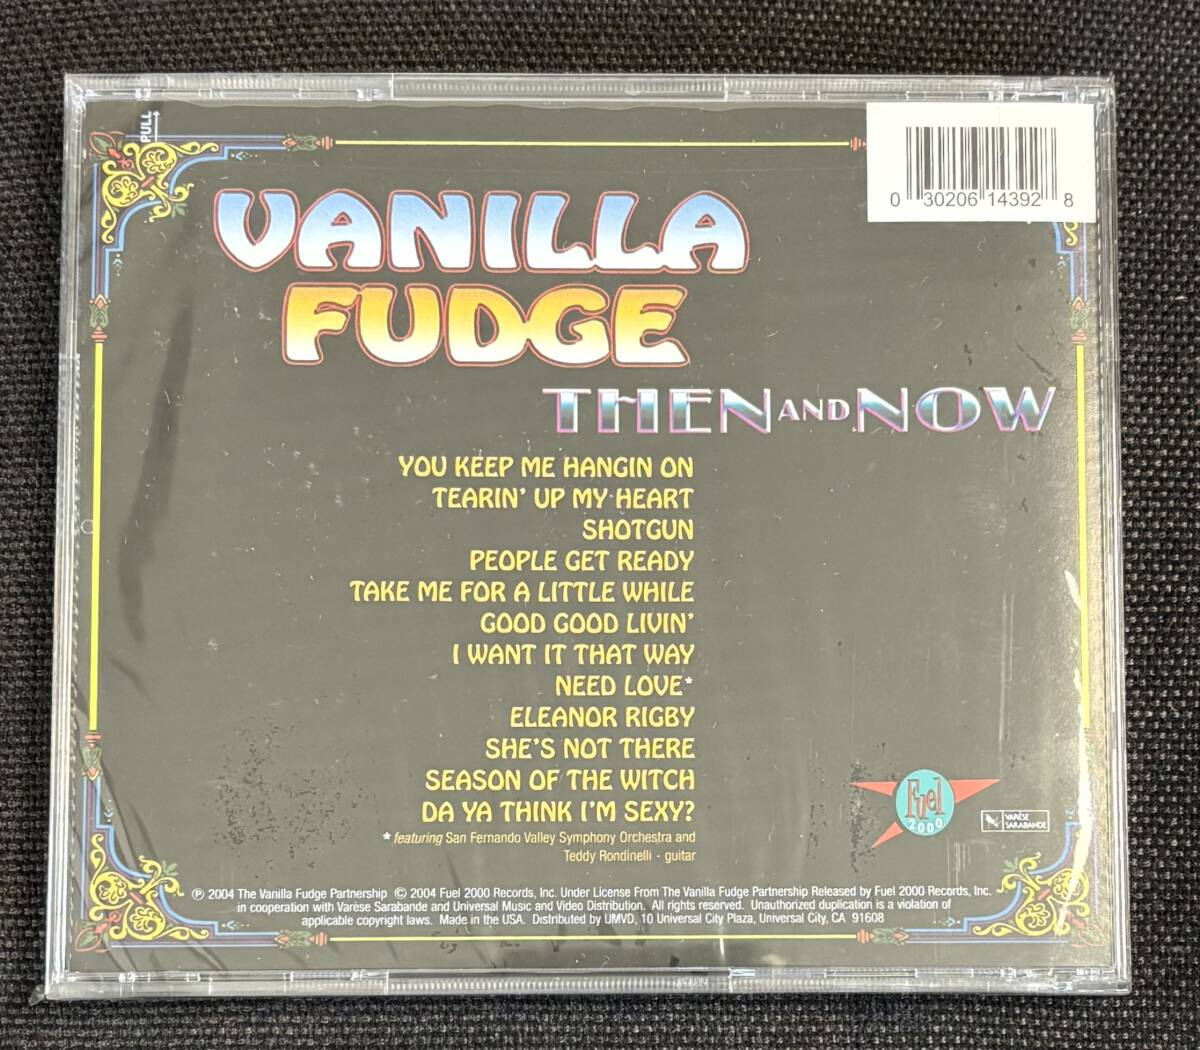 PULL
0 30206 14392 8
VANILLA
FUDGE
THEN AND NOW
YOU KEEP ME HANGIN ON
TEARIN' UP MY HEART
SHOTGUN
PEOPLE GET READY
TAKE ME FOR A LITTLE WHILE
GOOD GOOD LIVIN'
I WANT IT THAT WAY
NEED LOVE*
ELEANOR RIGBY
SHE'S NOT THERE
SEASON OF THE WITCH
DA YA THINK I'M SEXY?
* featuring San Fernando Valley Symphony Orchestra and
Teddy Rondinelli - guitar
Fuel
2000
VARÈSE
SARABANDE
℗ 2004 The Vanilla Fudge Partnership © 2004 Fuel 2000 Records, Inc. Under License From The Vanilla Fudge Partnership Released by Fuel 2000 Records, Inc.
in cooperation with Varèse Sarabande and Universal Music and Video Distribution. All rights reserved. Unauthorized duplication is a violation of
applicable copyright laws. Made in the USA. Distributed by UMVD, 10 Universal City Plaza, Universal City, CA 91608